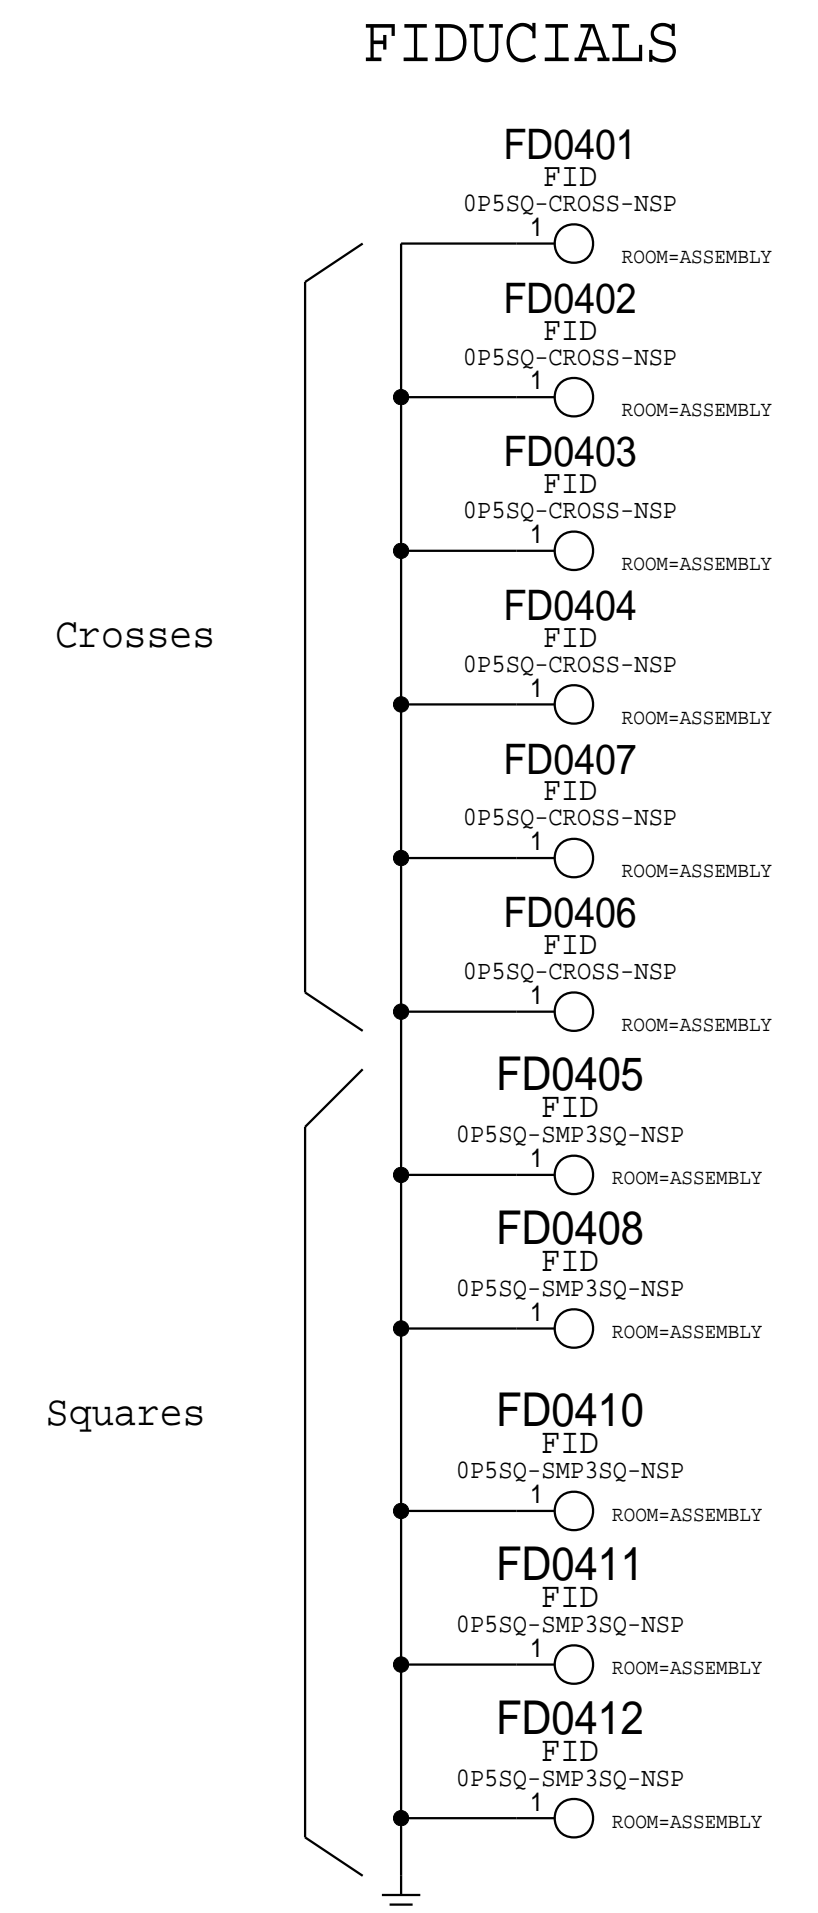 FIDUCIALS
FD0401
FID
0P5SQ-CROSS-NSP
1
ROOM=ASSEMBLY
FD0402
FID
0P5SQ-CROSS-NSP
1
ROOM=ASSEMBLY
FD0403
FID
0P5SQ-CROSS-NSP
1
ROOM=ASSEMBLY
Crosses
FD0404
FID
0P5SQ-CROSS-NSP
1
ROOM=ASSEMBLY
FD0407
FID
0P5SQ-CROSS-NSP
1
ROOM=ASSEMBLY
FD0406
FID
0P5SQ-CROSS-NSP
1
ROOM=ASSEMBLY
FD0405
FID
0P5SQ-SMP3SQ-NSP
1
ROOM=ASSEMBLY
FD0408
FID
0P5SQ-SMP3SQ-NSP
1
ROOM=ASSEMBLY
Squares
FD0410
FID
0P5SQ-SMP3SQ-NSP
1
ROOM=ASSEMBLY
FD0411
FID
0P5SQ-SMP3SQ-NSP
1
ROOM=ASSEMBLY
FD0412
FID
0P5SQ-SMP3SQ-NSP
1
ROOM=ASSEMBLY